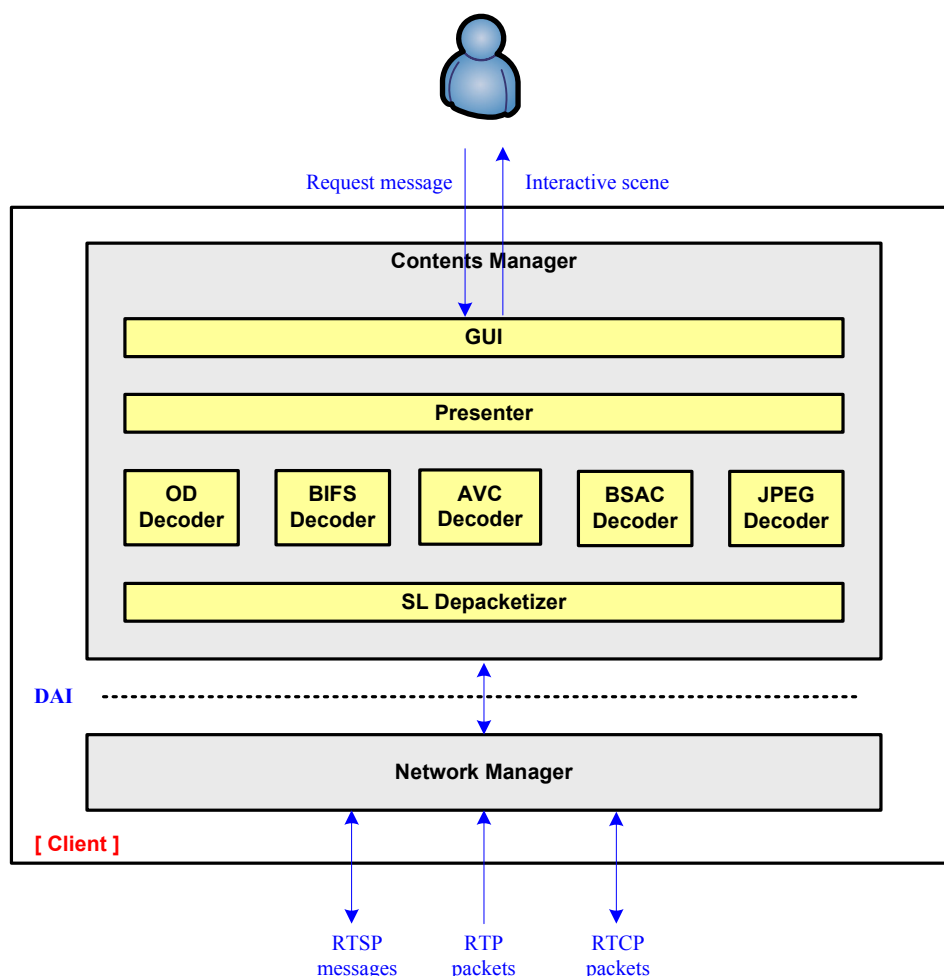 Request message
Interactive scene
Contents Manager
GUI
Presenter
OD
Decoder
BIFS
Decoder
AVC
Decoder
BSAC
Decoder
JPEG
Decoder
SL Depacketizer
DAI
Network Manager
[ Client ]
RTSP
messages
RTP
packets
RTCP
packets